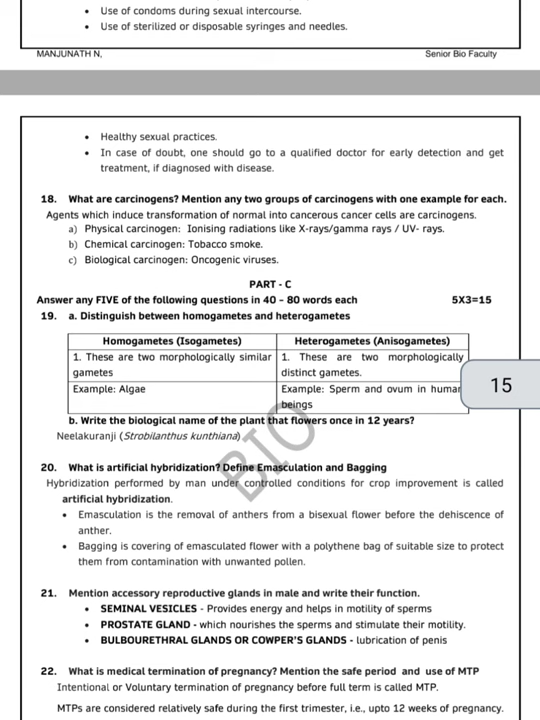 • Use of condoms during sexual intercourse.
• Use of sterilized or disposable syringes and needles.
MANJUNATH N, Senior Bio Faculty
• Healthy sexual practices.
• In case of doubt, one should go to a qualified doctor for early detection and get
treatment, if diagnosed with disease.
18. What are carcinogens? Mention any two groups of carcinogens with one example for each.
Agents which induce transformation of normal into cancerous cancer cells are carcinogens.
a) Physical carcinogen: Ionising radiations like X-rays/gamma rays / UV- rays.
b) Chemical carcinogen: Tobacco smoke.
c) Biological carcinogen: Oncogenic viruses.
PART - C
Answer any FIVE of the following questions in 40 - 80 words each 5X3=15
19. a. Distinguish between homogametes and heterogametes
Homogametes (Isogametes) Heterogametes (Anisogametes)
1. These are two morphologically similar 1. These are two morphologically
gametes distinct gametes.
Example: Algae Example: Sperm and ovum in human
beings
15
b. Write the biological name of the plant that flowers once in 12 years?
Neelakuranji (Strobilanthus kunthiana)
BIO
20. What is artificial hybridization? Define Emasculation and Bagging
Hybridization performed by man under controlled conditions for crop improvement is called
artificial hybridization.
• Emasculation is the removal of anthers from a bisexual flower before the dehiscence of
anther.
• Bagging is covering of emasculated flower with a polythene bag of suitable size to protect
them from contamination with unwanted pollen.
21. Mention accessory reproductive glands in male and write their function.
• SEMINAL VESICLES - Provides energy and helps in motility of sperms
• PROSTATE GLAND - which nourishes the sperms and stimulate their motility.
• BULBOURETHRAL GLANDS OR COWPER'S GLANDS - lubrication of penis
22. What is medical termination of pregnancy? Mention the safe period and use of MTP
Intentional or Voluntary termination of pregnancy before full term is called MTP.
MTPs are considered relatively safe during the first trimester, i.e., upto 12 weeks of pregnancy.